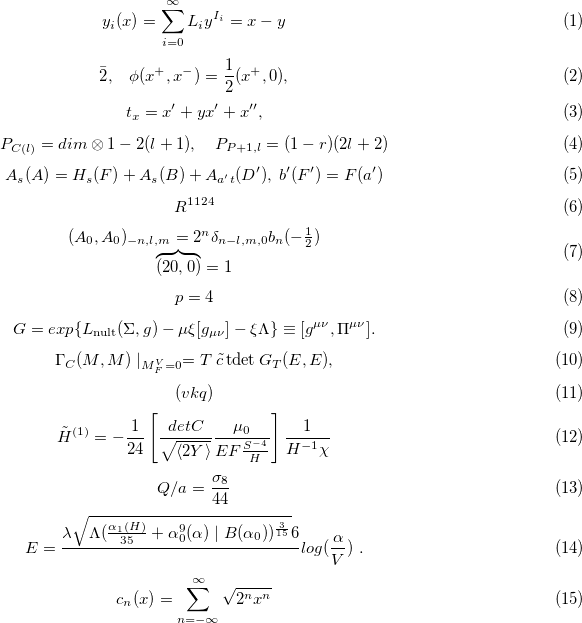 y_i(x) = \sum_{i=0}^{\infty} L_i y^{I_i} = x - y (1)
\bar{2}, \phi(x^+, x^-) = \frac{1}{2}(x^+, 0), (2)
t_x = x' + yx' + x'', (3)
P_{C(l)} = dim \otimes 1 - 2(l+1), P_{P+1,l} = (1-r)(2l+2) (4)
A_s(A) = H_s(F) + A_s(B) + A_{a't}(D'), b'(F') = F(a') (5)
R^{1124} (6)
(A_0, A_0)_{-n,l,m} = 2^n \delta_{n-l,m,0} b_n(-\frac{1}{2})
\overbrace{(20,0)} = 1 (7)
p = 4 (8)
G = exp\{L_{nult}(\Sigma, g) - \mu\xi[g_{\mu\nu}] - \xi\Lambda\} \equiv [g^{\mu\nu}, \Pi^{\mu\nu}]. (9)
\Gamma_C(M, M) |_{M_F^V=0} = T \tilde{c} tdet G_T(E, E), (10)
(vkq) (11)
\tilde{H}^{(1)} = -\frac{1}{24} \left[ \frac{detC}{\sqrt{\langle 2Y \rangle}} \frac{\mu_0}{EF \frac{S^{-4}}{H}} \right] \frac{1}{H^{-1}\chi} (12)
Q/a = \frac{\sigma_8}{44} (13)
E = \frac{\lambda \sqrt{\Lambda(\frac{\alpha_1(H)}{35} + \alpha_0^9(\alpha) | B(\alpha_0))^{\frac{3}{15}}} 6}{} log(\frac{\alpha}{V}) . (14)
c_n(x) = \sum_{n=-\infty}^{\infty} \sqrt{2^n x^n} (15)